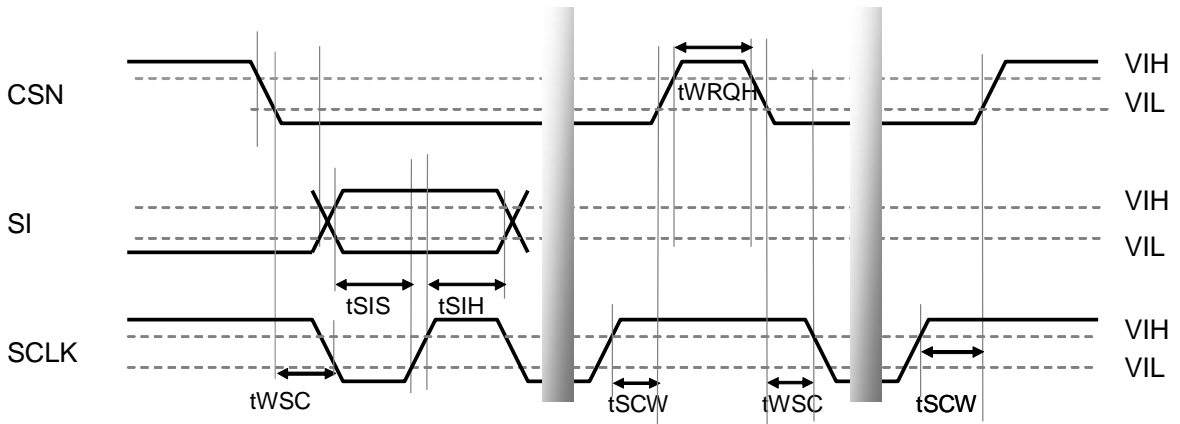 VIH
CSN
tWRQH
VIL
VIH
SI
VIL
tSIS
tSIH
VIH
SCLK
VIL
tWSC
tSCW
tWSC
tSCW